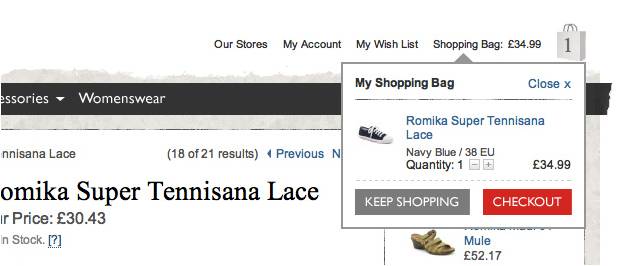 Our Stores My Account My Wish List Shopping Bag: £34.99 1
My Shopping Bag Close x
Romika Super Tennisana
Lace
Navy Blue / 38 EU
Quantity: 1 - + £34.99
KEEP SHOPPING CHECKOUT
essories Womenswear
nnisana Lace (18 of 21 results) Previous N
omika Super Tennisana Lace
r Price: £30.43
n Stock. [?]
Mule
£52.17